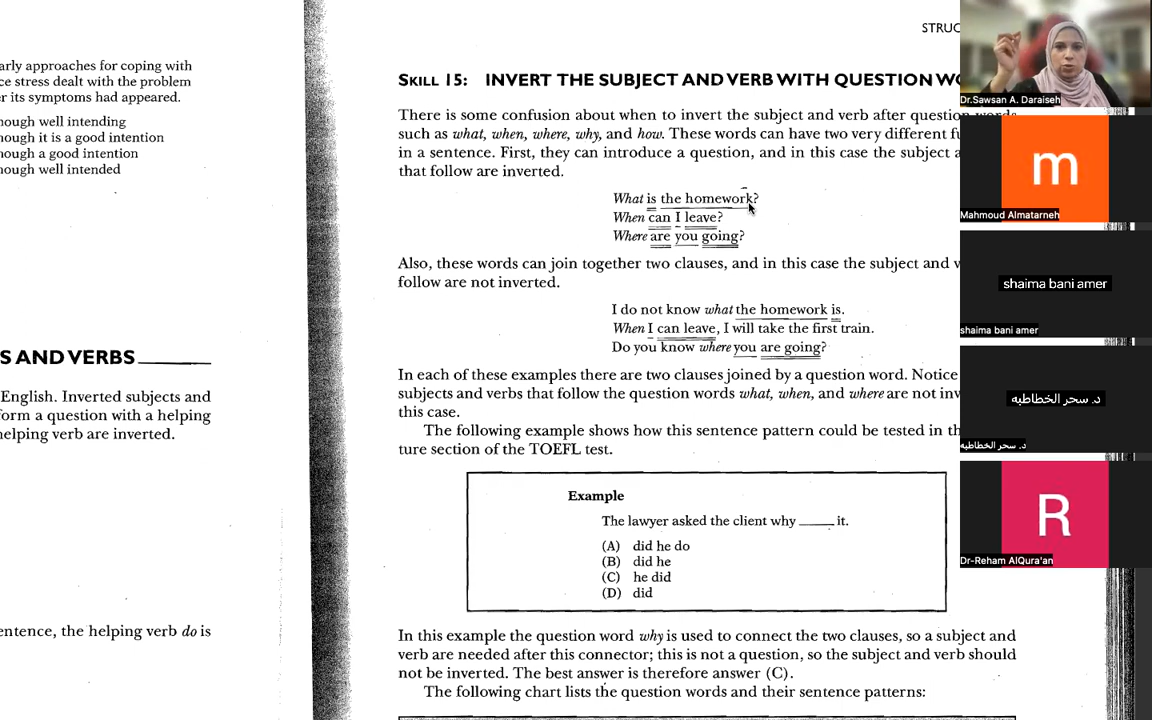 arly approaches for coping with
ce stress dealt with the problem
er its symptoms had appeared.
hough well intending
hough it is a good intention
hough a good intention
hough well intended
S AND VERBS
English. Inverted subjects and
form a question with a helping
helping verb are inverted.
entence, the helping verb do is
STRUC
SKILL 15: INVERT THE SUBJECT AND VERB WITH QUESTION WO
There is some confusion about when to invert the subject and verb after question words
such as what, when, where, why, and how. These words can have two very different fu
in a sentence. First, they can introduce a question, and in this case the subject a
that follow are inverted.
What is the homework?
When can I leave?
Where are you going?
Also, these words can join together two clauses, and in this case the subject and v
follow are not inverted.
I do not know what the homework is.
When I can leave, I will take the first train.
Do you know where you are going?
In each of these examples there are two clauses joined by a question word. Notice
subjects and verbs that follow the question words what, when, and where are not inv
this case.
The following example shows how this sentence pattern could be tested in th
ture section of the TOEFL test.
Example
The lawyer asked the client why _____ it.
(A) did he do
(B) did he
(C) he did
(D) did
In this example the question word why is used to connect the two clauses, so a subject and
verb are needed after this connector; this is not a question, so the subject and verb should
not be inverted. The best answer is therefore answer (C).
The following chart lists the question words and their sentence patterns:
Dr.Sawsan A. Daraiseh
m
Mahmoud Almatarneh
shaima bani amer
shaima bani amer
د. سحر الخطاطبه
د. سحر الخطاطبه
R
Dr-Reham AlQura'an